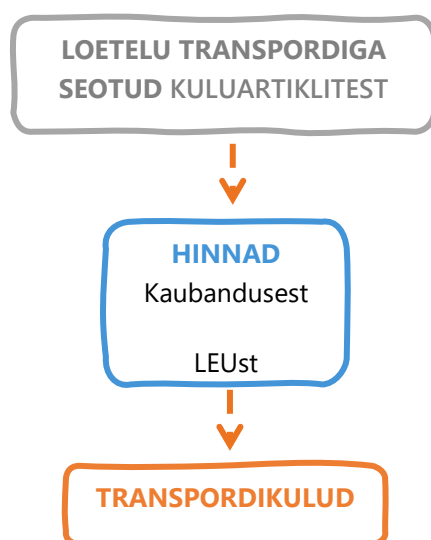 LOETELU TRANSPORDIGA
SEOTUD KULUARTIKLITEST
HINNAD
Kaubandusest
LEUst
TRANSPORDIKULUD